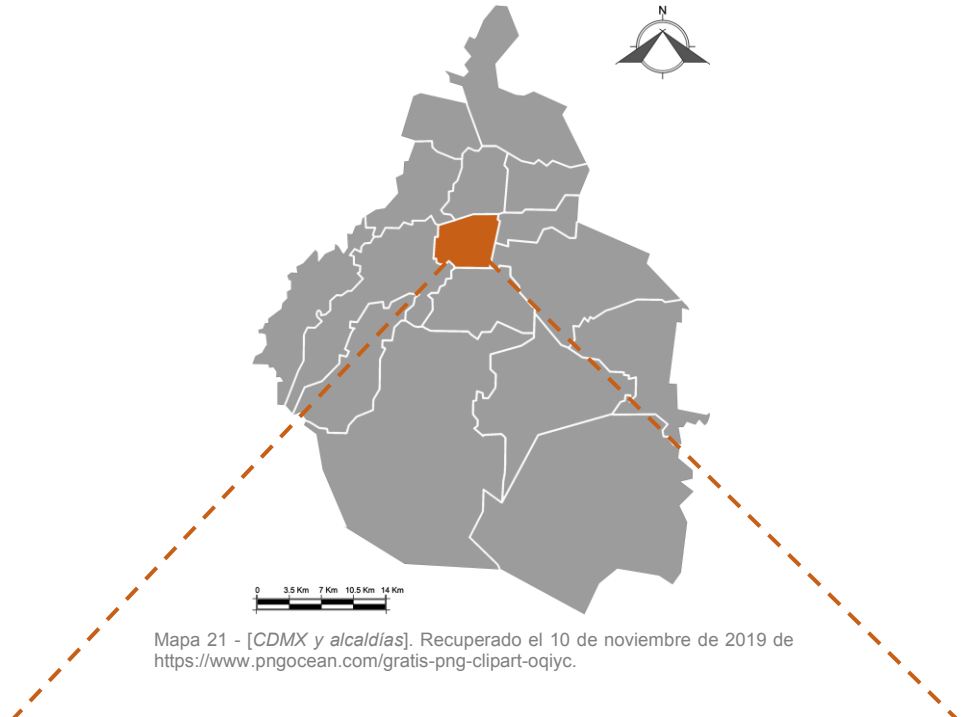 N
0 3.5 Km 7 Km 10.5 Km 14 Km
Mapa 21 - [CDMX y alcaldías]. Recuperado el 10 de noviembre de 2019 de
https://www.pngocean.com/gratis-png-clipart-oqiyc.